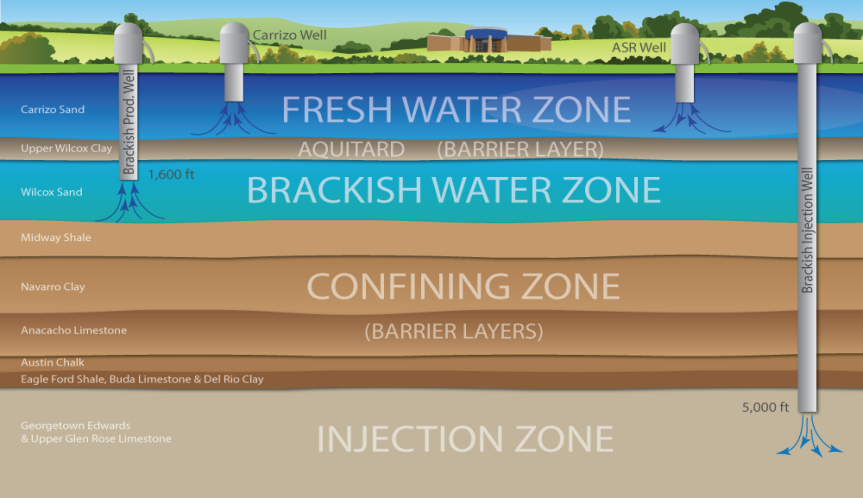 Carrizo Well
ASR Well
Brackish Prod. Well
Carrizo Sand
FRESH WATER ZONE
Upper Wilcox Clay
AQUITARD (BARRIER LAYER)
1,600 ft
Wilcox Sand
BRACKISH WATER ZONE
Brackish Injection Well
Midway Shale
Navarro Clay
CONFINING ZONE
Anacacho Limestone
(BARRIER LAYERS)
Austin Chalk
Eagle Ford Shale, Buda Limestone & Del Rio Clay
5,000 ft
Georgetown Edwards
& Upper Glen Rose Limestone
INJECTION ZONE